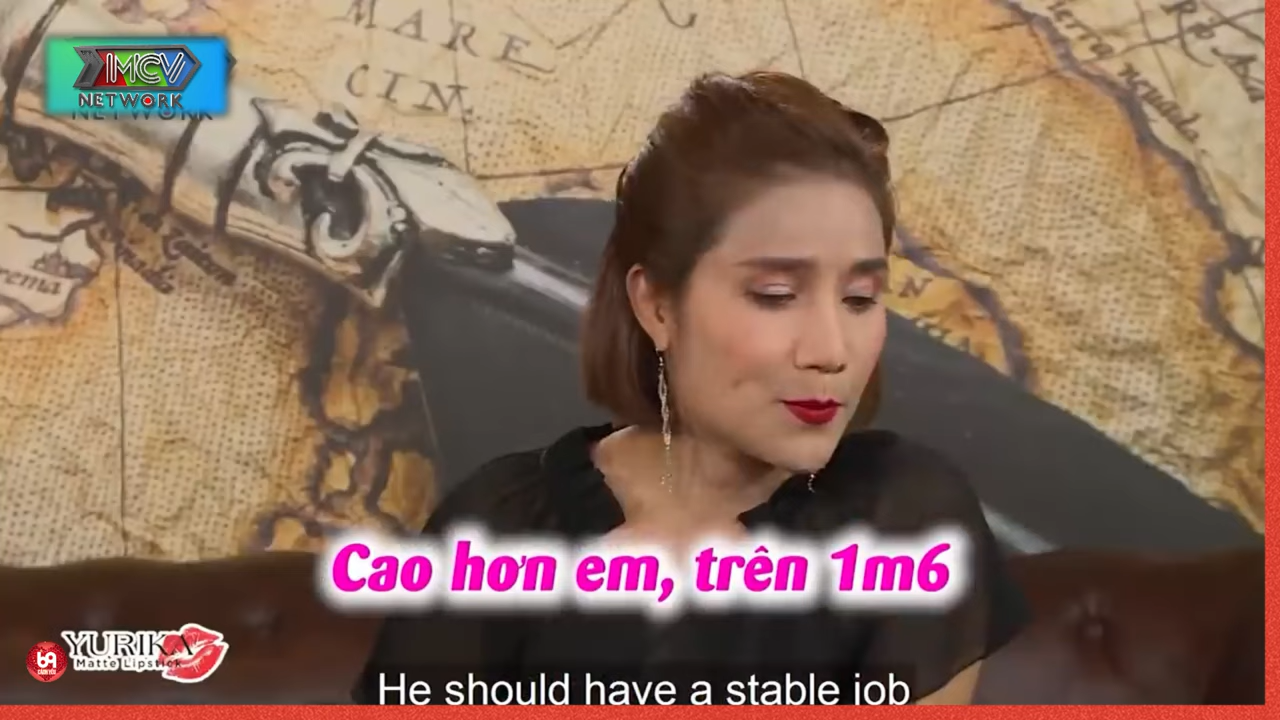 MCV
NETWORK
MARE
CIN.
Cao hơn em, trên 1m6
YURIKA
Matte Lipstick
He should have a stable job